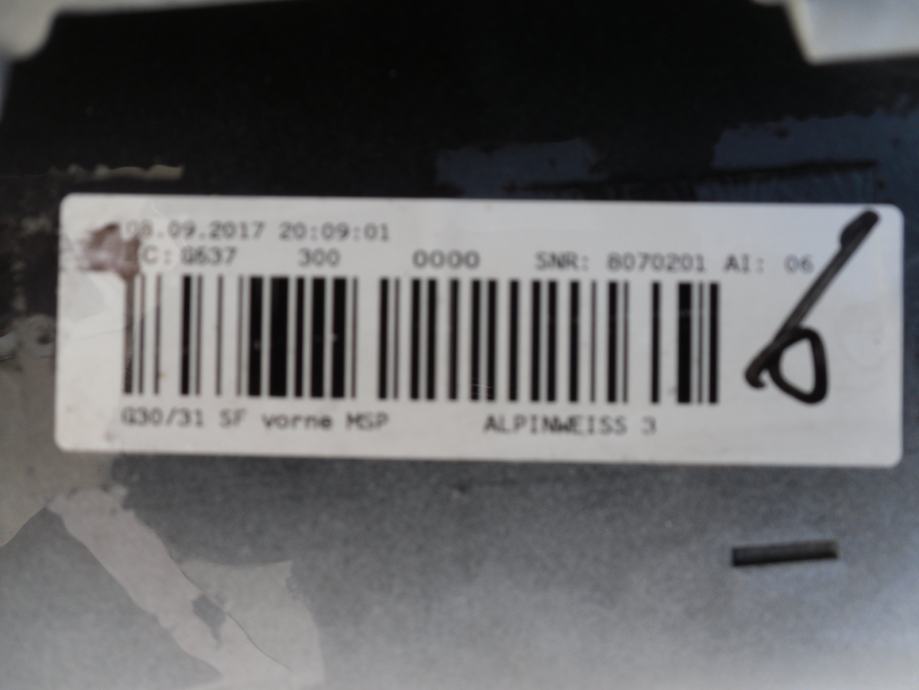 08.09.2017 20:09:01
C: G637 300 0000 SNR: 8070201 AI: 06
G30/31 SF vorne MSP ALPINWEISS 3